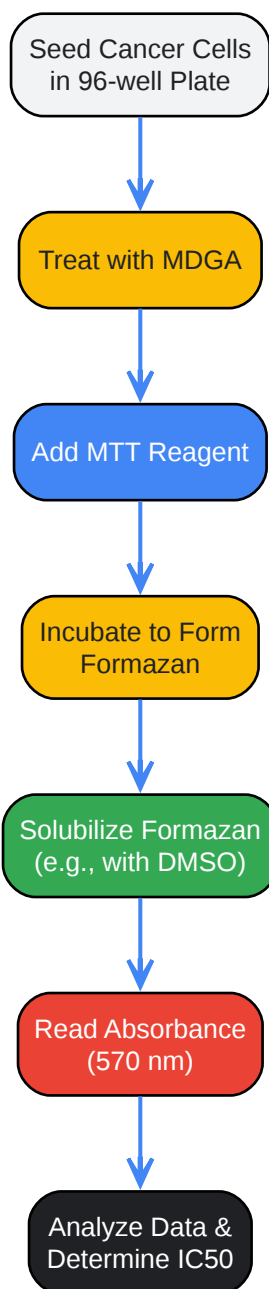 Seed Cancer Cells
in 96-well Plate
Treat with MDGA
Add MTT Reagent
Incubate to Form
Formazan
Solubilize Formazan
(e.g., with DMSO)
Read Absorbance
(570 nm)
Analyze Data &
Determine IC50